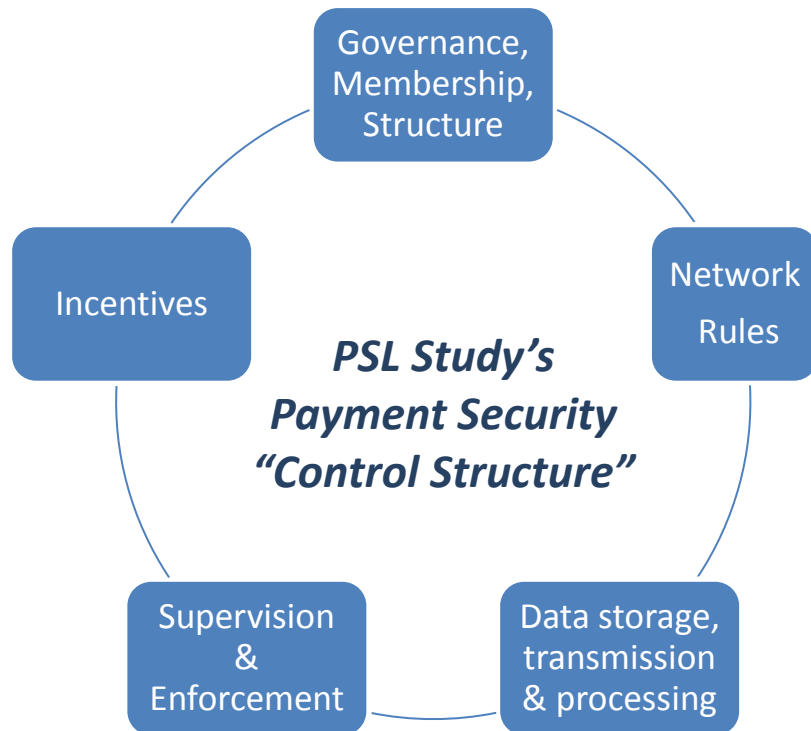 Governance,
Membership,
Structure
Network
Rules
Data storage,
transmission
& processing
Supervision
&
Enforcement
Incentives
PSL Study’s
Payment Security
“Control Structure”